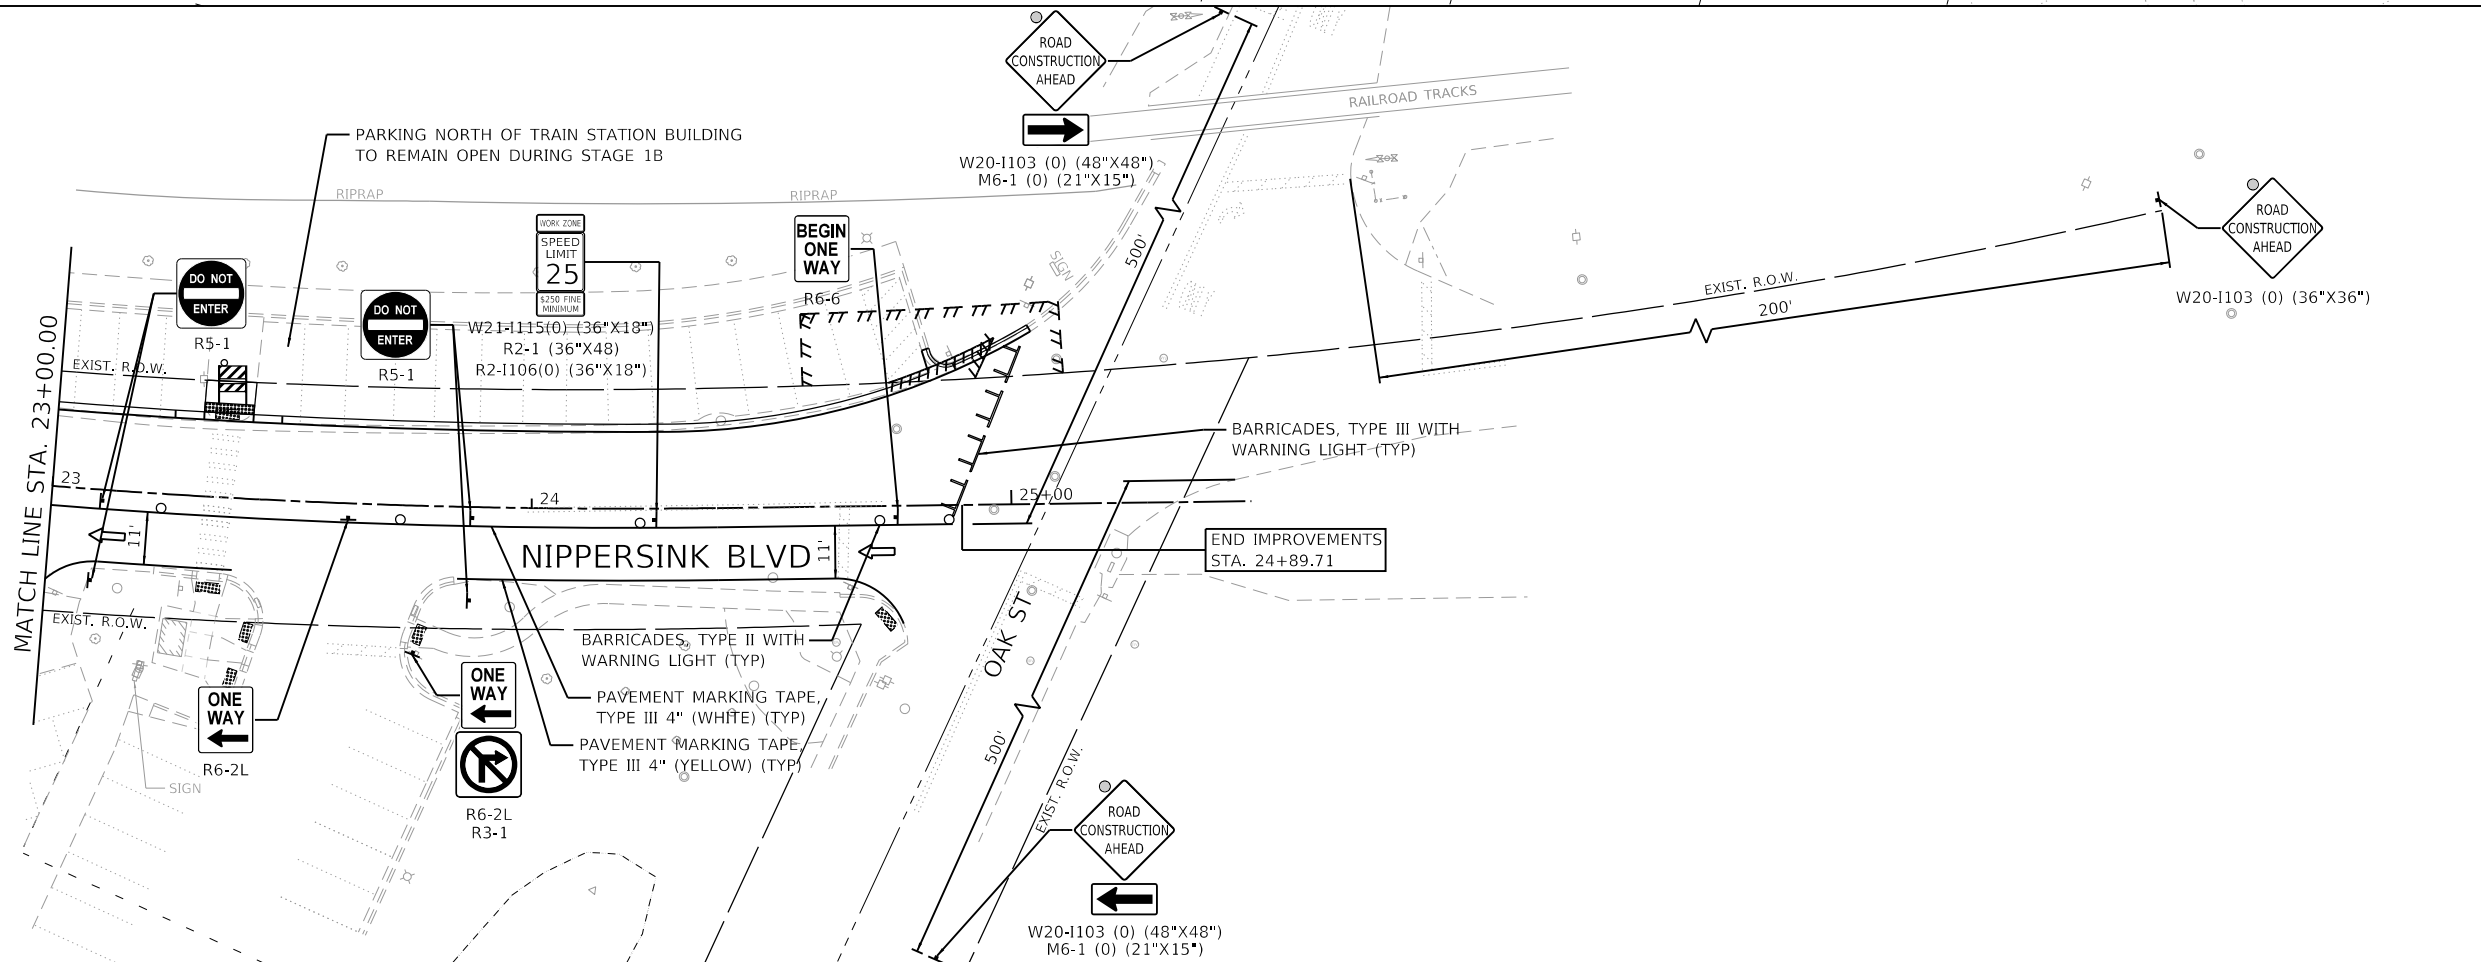 ROAD
CONSTRUCTION
AHEAD
W20-I103 (0) (48"X48")
M6-1 (0) (21"X15")
RAILROAD TRACKS
PARKING NORTH OF TRAIN STATION BUILDING
TO REMAIN OPEN DURING STAGE 1B
RIPRAP
RIPRAP
ROAD
CONSTRUCTION
AHEAD
W20-I103 (0) (36"X36")
EXIST. R.O.W.
200'
500'
SIGN
DO NOT
ENTER
R5-1
DO NOT
ENTER
R5-1
WORK ZONE
SPEED
LIMIT
25
$250 FINE
MINIMUM
W21-I115(0) (36"X18")
R2-1 (36"X48)
R2-I106(0) (36"X18")
BEGIN
ONE
WAY
R6-6
MATCH LINE STA. 23+00.00
EXIST. R.O.W.
BARRICADES, TYPE III WITH
WARNING LIGHT (TYP)
23
24
25+00
11'
NIPPERSINK BLVD
11'
END IMPROVEMENTS
STA. 24+89.71
EXIST. R.O.W.
OAK ST
BARRICADES, TYPE II WITH
WARNING LIGHT (TYP)
PAVEMENT MARKING TAPE,
TYPE III 4" (WHITE) (TYP)
PAVEMENT MARKING TAPE,
TYPE III 4" (YELLOW) (TYP)
ONE
WAY
R6-2L
SIGN
ONE
WAY
R6-2L
R3-1
500'
EXIST. R.O.W.
ROAD
CONSTRUCTION
AHEAD
W20-I103 (0) (48"X48")
M6-1 (0) (21"X15")